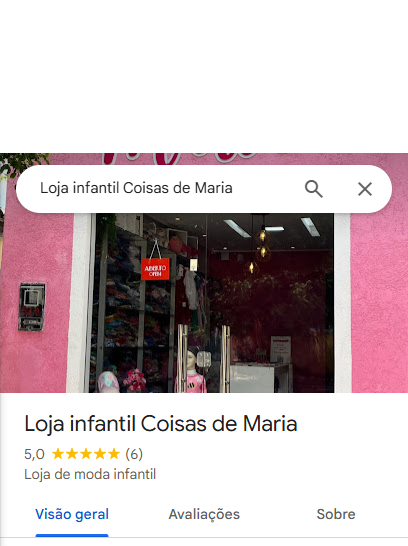 Loja infantil Coisas de Maria
ABERTO
OPEN
Loja infantil Coisas de Maria
5,0 (6)
Loja de moda infantil
Visão geral Avaliações Sobre